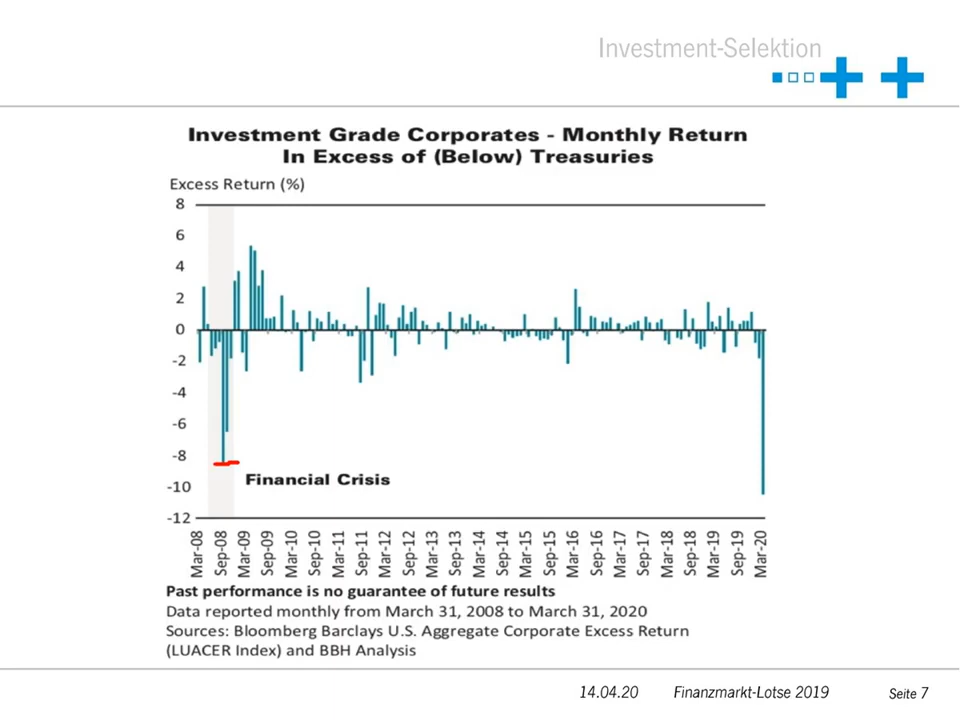 Investment-Selektion
Investment Grade Corporates - Monthly Return
In Excess of (Below) Treasuries
Excess Return (%)
8
6
4
2
0
-2
-4
-6
-8
-10
-12
Financial Crisis
Mar-08
Sep-08
Mar-09
Sep-09
Mar-10
Sep-10
Mar-11
Sep-11
Mar-12
Sep-12
Mar-13
Sep-13
Mar-14
Sep-14
Mar-15
Sep-15
Mar-16
Sep-16
Mar-17
Sep-17
Mar-18
Sep-18
Mar-19
Sep-19
Mar-20
Past performance is no guarantee of future results
Data reported monthly from March 31, 2008 to March 31, 2020
Sources: Bloomberg Barclays U.S. Aggregate Corporate Excess Return
(LUACER Index) and BBH Analysis
14.04.20 Finanzmarkt-Lotse 2019 Seite 7